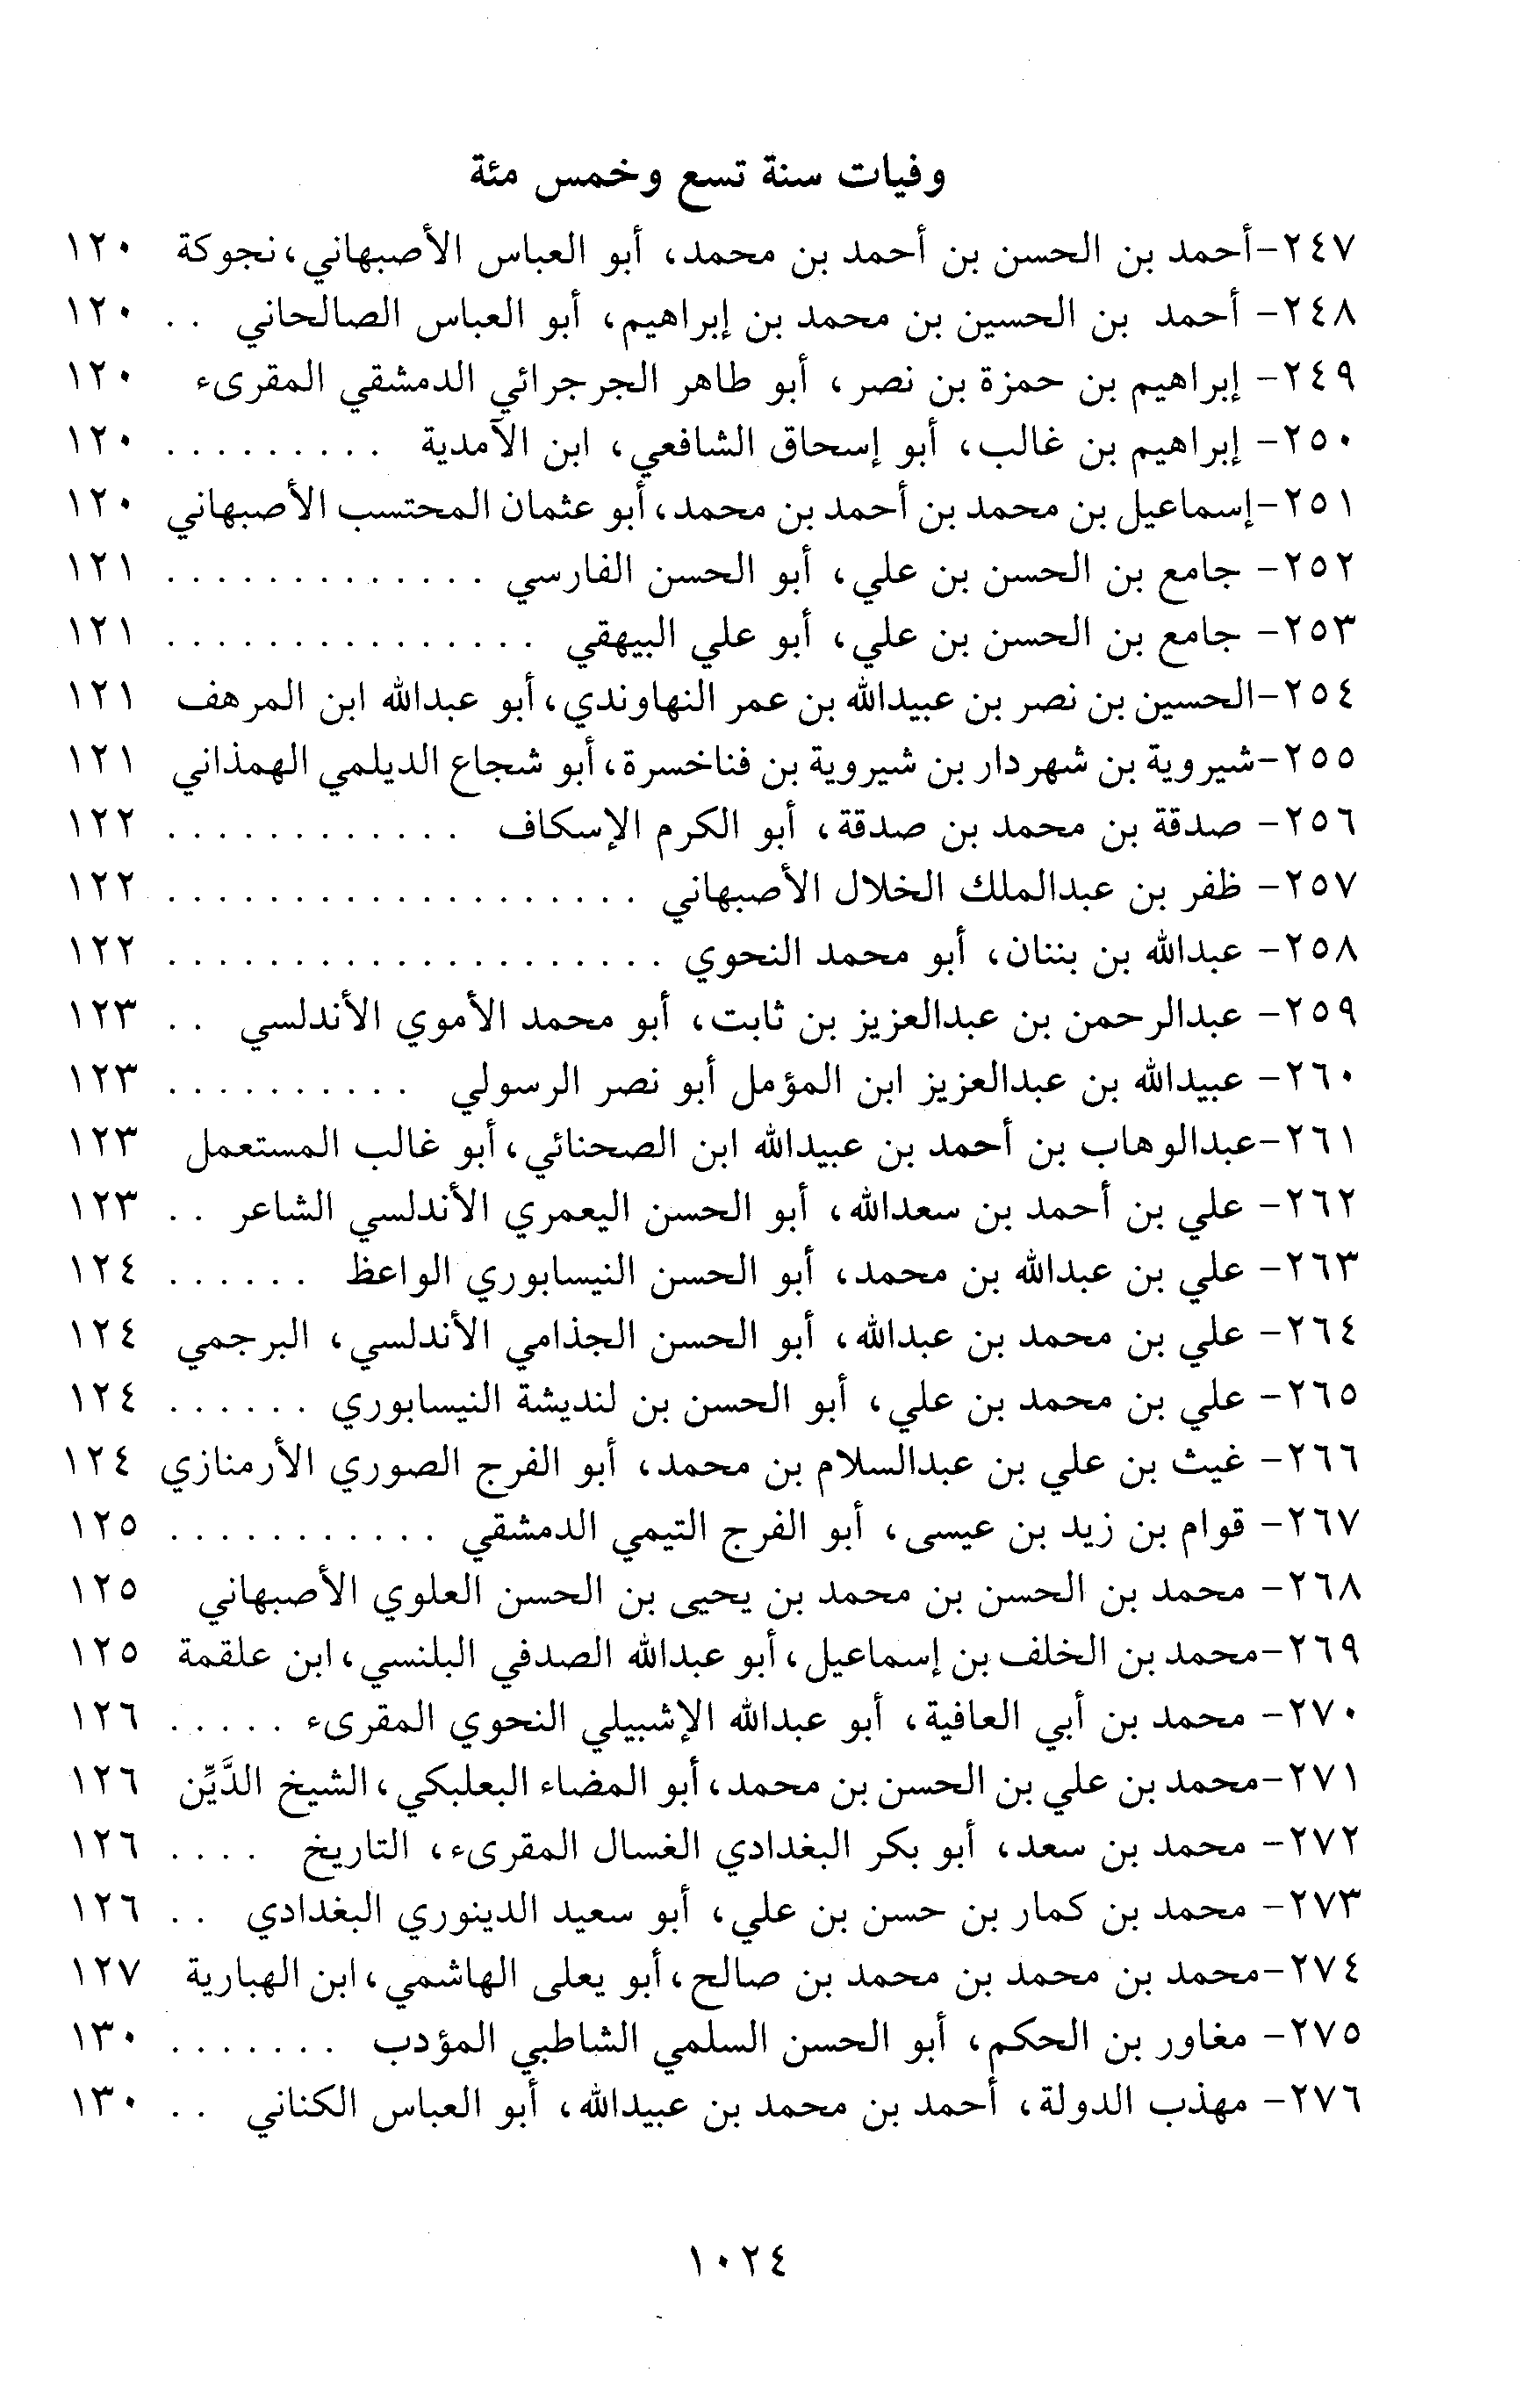 وفيات سنة تسع وخمس مئة
٢٤٧-أحمد بن الحسن بن أحمد بن محمد، أبو العباس الأصبهاني،نجوكة ١٢٠
٢٤٨- أحمد بن الحسين بن محمد بن إبراهيم، أبو العباس الصالحاني . . ١٢٠
٢٤٩- إبراهيم بن حمزة بن نصر، أبو طاهر الجرجرائي الدمشقي المقرىء ١٢٠
٢٥٠- إبراهيم بن غالب، أبو إسحاق الشافعي، ابن الآمدية . . . . . . . . . ١٢٠
٢٥١-إسماعيل بن محمد بن أحمد بن محمد،أبو عثمان المحتسب الأصبهاني ١٢٠
٢٥٢- جامع بن الحسن بن علي، أبو الحسن الفارسي . . . . . . . . . . . . . ١٢١
٢٥٣- جامع بن الحسن بن علي، أبو علي البيهقي . . . . . . . . . . . . . . . ١٢١
٢٥٤-الحسين بن نصر بن عبيدالله بن عمر النهاوندي،أبو عبدالله ابن المرهف ١٢١
٢٥٥-شيروية بن شهردار بن شيروية بن فناخسرة،أبو شجاع الديلمي الهمذاني ١٢١
٢٥٦- صدقة بن محمد بن صدقة، أبو الكرم الإسكاف . . . . . . . . . . . . ١٢٢
٢٥٧- ظفر بن عبدالملك الخلال الأصبهاني . . . . . . . . . . . . . . . . . . . ١٢٢
٢٥٨- عبدالله بن بننان، أبو محمد النحوي . . . . . . . . . . . . . . . . . . . . ١٢٢
٢٥٩- عبدالرحمن بن عبدالعزيز بن ثابت، أبو محمد الأموي الأندلسي . . ١٢٣
٢٦٠- عبيدالله بن عبدالعزيز ابن المؤمل أبو نصر الرسولي . . . . . . . . . . ١٢٣
٢٦١-عبدالوهاب بن أحمد بن عبيدالله ابن الصحنائي،أبو غالب المستعمل ١٢٣
٢٦٢- علي بن أحمد بن سعدالله، أبو الحسن اليعمري الأندلسي الشاعر . . ١٢٣
٢٦٣- علي بن عبدالله بن محمد، أبو الحسن النيسابوري الواعظ . . . . . . ١٢٤
٢٦٤- علي بن محمد بن عبدالله، أبو الحسن الجذامي الأندلسي، البرجمي ١٢٤
٢٦٥- علي بن محمد بن علي، أبو الحسن بن لنديشة النيسابوري . . . . . . ١٢٤
٢٦٦- غيث بن علي بن عبدالسلام بن محمد، أبو الفرج الصوري الأرمنازي ١٢٤
٢٦٧- قوام بن زيد بن عيسى، أبو الفرج التيمي الدمشقي . . . . . . . . . . . ١٢٥
٢٦٨- محمد بن الحسن بن محمد بن يحيى بن الحسن العلوي الأصبهاني ١٢٥
٢٦٩-محمد بن الخلف بن إسماعيل،أبو عبدالله الصدفي البلنسي،ابن علقمة ١٢٥
٢٧٠- محمد بن أبي العافية، أبو عبدالله الإشبيلي النحوي المقرىء . . . . . ١٢٦
٢٧١-محمد بن علي بن الحسن بن محمد،أبو المضاء البعلبكي،الشيخ الدَّيِّن ١٢٦
٢٧٢- محمد بن سعد، أبو بكر البغدادي الغسال المقرىء، التاريخ . . . . ١٢٦
٢٧٣- محمد بن كمار بن حسن بن علي، أبو سعيد الدينوري البغدادي . . ١٢٦
٢٧٤-محمد بن محمد بن محمد بن صالح،أبو يعلى الهاشمي،ابن الهبارية ١٢٧
٢٧٥- مغاور بن الحكم، أبو الحسن السلمي الشاطبي المؤدب . . . . . . . ١٣٠
٢٧٦- مهذب الدولة، أحمد بن محمد بن عبيدالله، أبو العباس الكناني . . ١٣٠
١٠٢٤